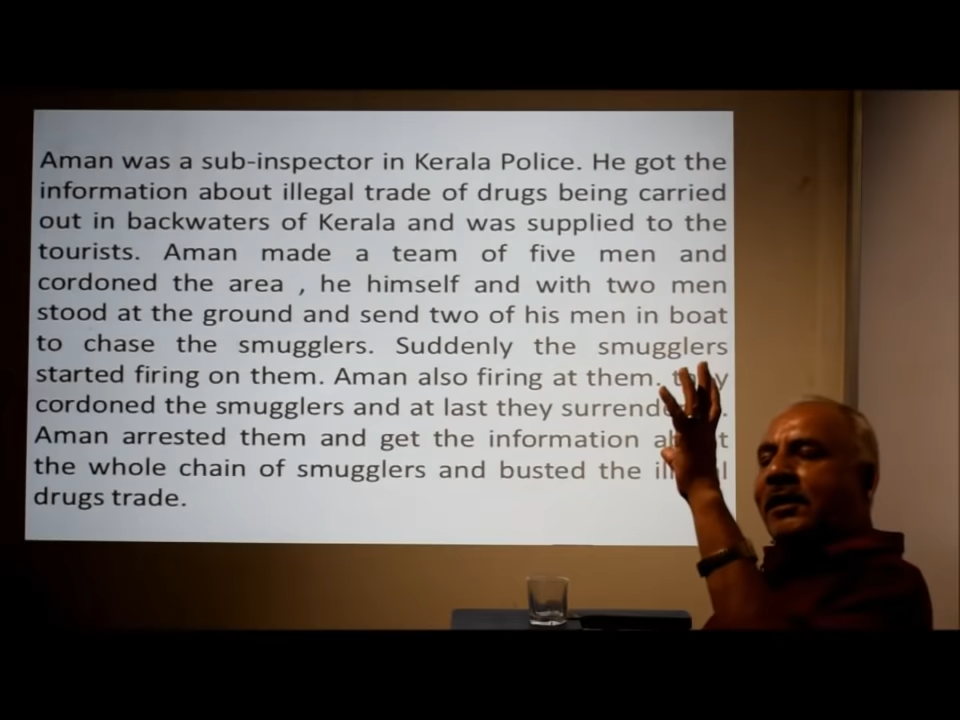 Aman was a sub-inspector in Kerala Police. He got the
information about illegal trade of drugs being carried
out in backwaters of Kerala and was supplied to the
tourists. Aman made a team of five men and
cordoned the area , he himself and with two men
stood at the ground and send two of his men in boat
to chase the smugglers. Suddenly the smugglers
started firing on them. Aman also firing at them.
cordoned the smugglers and at last they
Aman arrested them and get the information
the whole chain of smugglers and busted the
drugs trade.